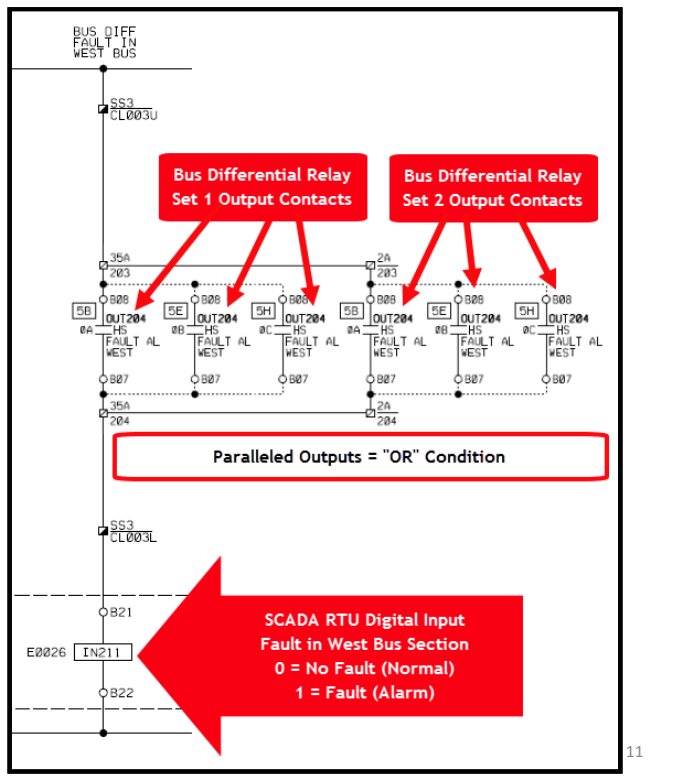 BUS DIFF
FAULT IN
WEST BUS
SS3
CL003U
Bus Differential Relay
Set 1 Output Contacts
Bus Differential Relay
Set 2 Output Contacts
35A
203
2A
203
B08
B08
B08
B08
B08
B08
5B
5E
5H
5B
5E
5H
OUT204
OUT204
OUT204
OUT204
OUT204
OUT204
ØA
HS
ØB
HS
ØC
HS
ØA
HS
ØB
HS
ØC
HS
FAULT AL
FAULT AL
FAULT AL
FAULT AL
FAULT AL
FAULT AL
WEST
WEST
WEST
WEST
WEST
WEST
B07
B07
B07
B07
B07
B07
35A
204
2A
204
Paralleled Outputs = "OR" Condition
SS3
CL003L
B21
E0026
IN211
B22
SCADA RTU Digital Input
Fault in West Bus Section
0 = No Fault (Normal)
1 = Fault (Alarm)
11